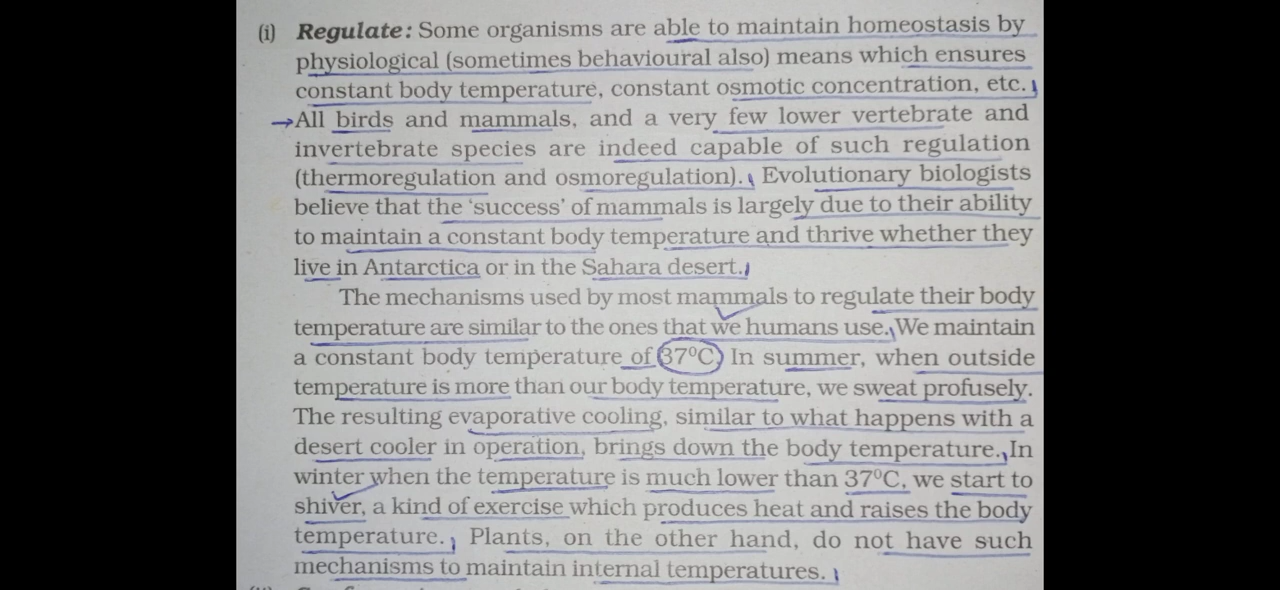 (i) Regulate: Some organisms are able to maintain homeostasis by
physiological (sometimes behavioural also) means which ensures
constant body temperature, constant osmotic concentration, etc.
All birds and mammals, and a very few lower vertebrate and
invertebrate species are indeed capable of such regulation
(thermoregulation and osmoregulation). Evolutionary biologists
believe that the ‘success’ of mammals is largely due to their ability
to maintain a constant body temperature and thrive whether they
live in Antarctica or in the Sahara desert.
The mechanisms used by most mammals to regulate their body
temperature are similar to the ones that we humans use. We maintain
a constant body temperature of 37⁰C. In summer, when outside
temperature is more than our body temperature, we sweat profusely.
The resulting evaporative cooling, similar to what happens with a
desert cooler in operation, brings down the body temperature. In
winter when the temperature is much lower than 37⁰C, we start to
shiver, a kind of exercise which produces heat and raises the body
temperature. Plants, on the other hand, do not have such
mechanisms to maintain internal temperatures.